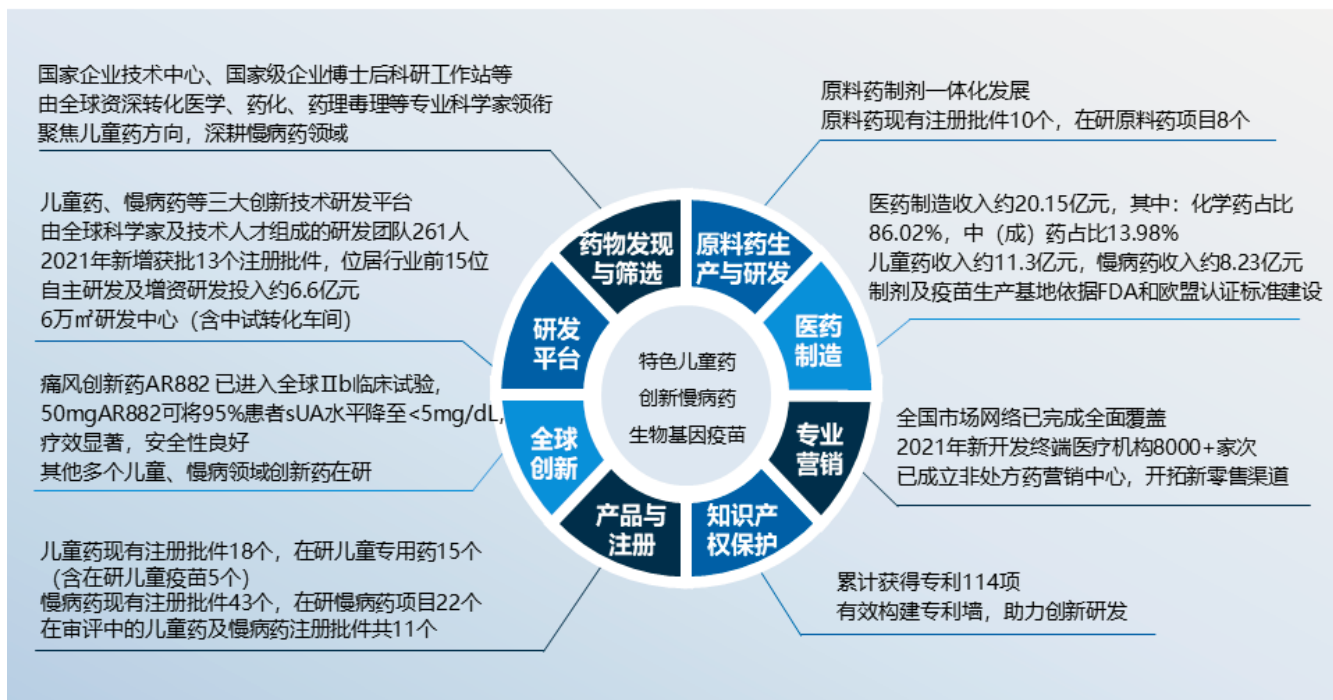 国家企业技术中心、国家级企业博士后科研工作站等
由全球资深转化医学、药化、药理毒理等专业科学家领衔
聚焦儿童药方向，深耕慢病药领域
原料药制剂一体化发展
原料药现有注册批件10个，在研原料药项目8个
儿童药、慢病药等三大创新技术研发平台
由全球科学家及技术人才组成的研发团队261人
2021年新增获批13个注册批件，位居行业前15位
自主研发及增资研发投入约6.6亿元
6万㎡研发中心（含中试转化车间）
医药制造收入约20.15亿元，其中：化学药占比
86.02%，中（成）药占比13.98%
儿童药收入约11.3亿元，慢病药收入约8.23亿元
制剂及疫苗生产基地依据FDA和欧盟认证标准建设
痛风创新药AR882 已进入全球IIb临床试验，
50mgAR882可将95%患者sUA水平降至<5mg/dL，
疗效显著，安全性良好
其他多个儿童、慢病领域创新药在研
全国市场网络已完成全面覆盖
2021年新开发终端医疗机构8000+家次
已成立非处方药营销中心，开拓新零售渠道
儿童药现有注册批件18个，在研儿童专用药15个
（含在研儿童疫苗5个）
慢病药现有注册批件43个，在研慢病药项目22个
在审评中的儿童药及慢病药注册批件共11个
累计获得专利114项
有效构建专利墙，助力创新研发
药物发现
与筛选
原料药生
产与研发
研发
平台
医药
制造
全球
创新
专业
营销
产品与
注册
知识产
权保护
特色儿童药
创新慢病药
生物基因疫苗